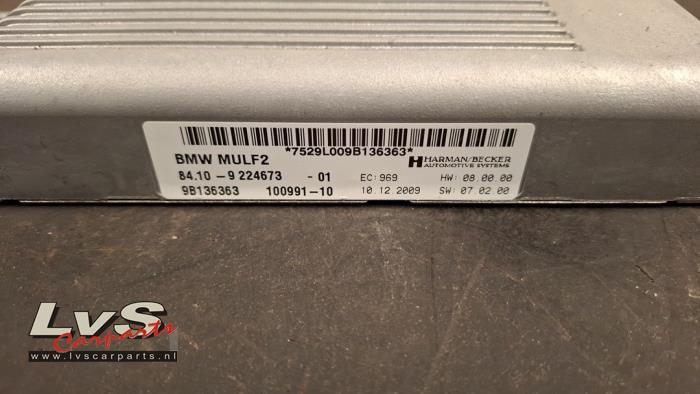 *7529L009B136363*
BMW MULF2
HARMAN/BECKER
AUTOMOTIVE SYSTEMS
84.10-9 224673 -01 EC:969 HW: 08.00.00
9B136363 100991-10 10.12.2009 SW: 07.02.00
LvS
Carparts
www.lvscarparts.nl